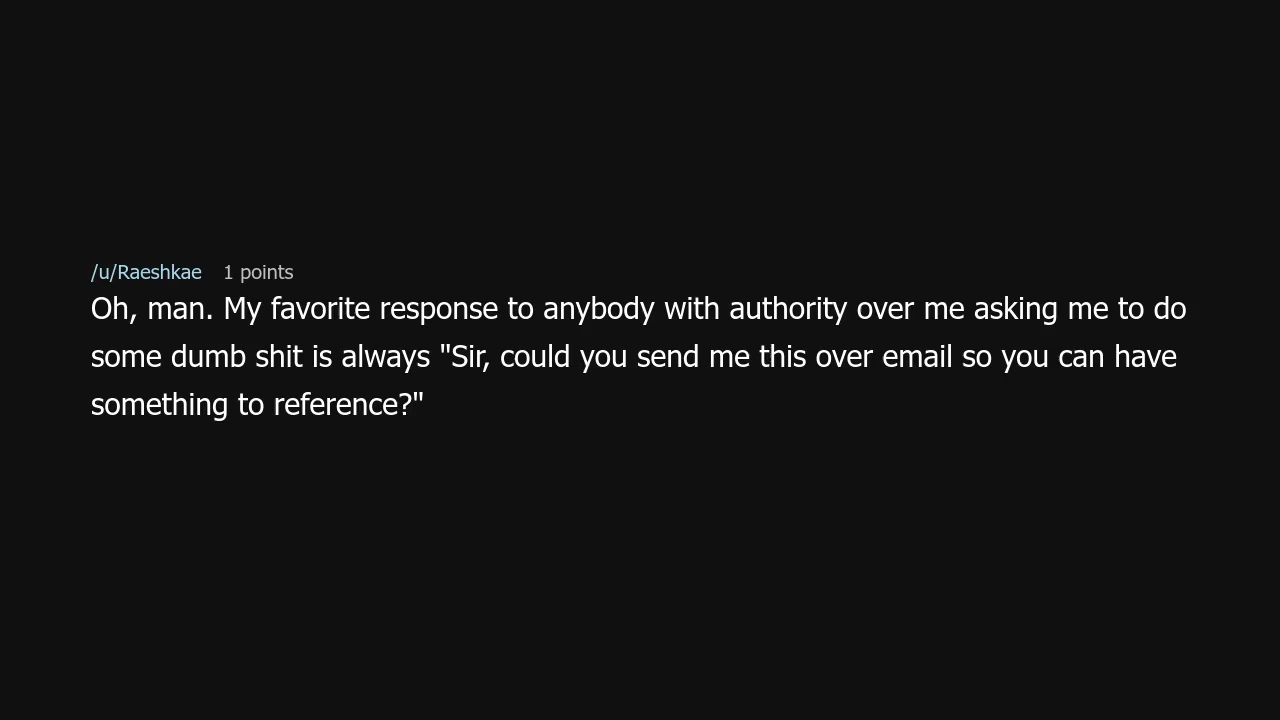 /u/Raeshkae 1 points
Oh, man. My favorite response to anybody with authority over me asking me to do
some dumb shit is always "Sir, could you send me this over email so you can have
something to reference?"